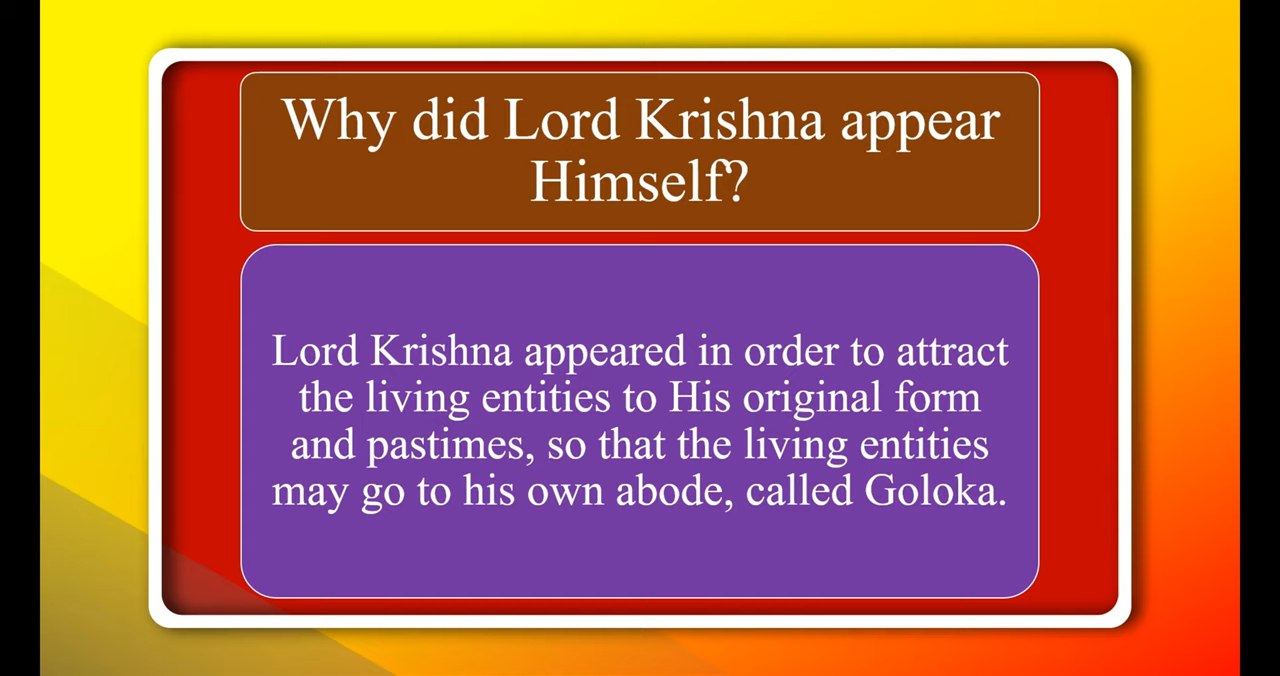 Why did Lord Krishna appear
Himself?
Lord Krishna appeared in order to attract
the living entities to His original form
and pastimes, so that the living entities
may go to his own abode, called Goloka.